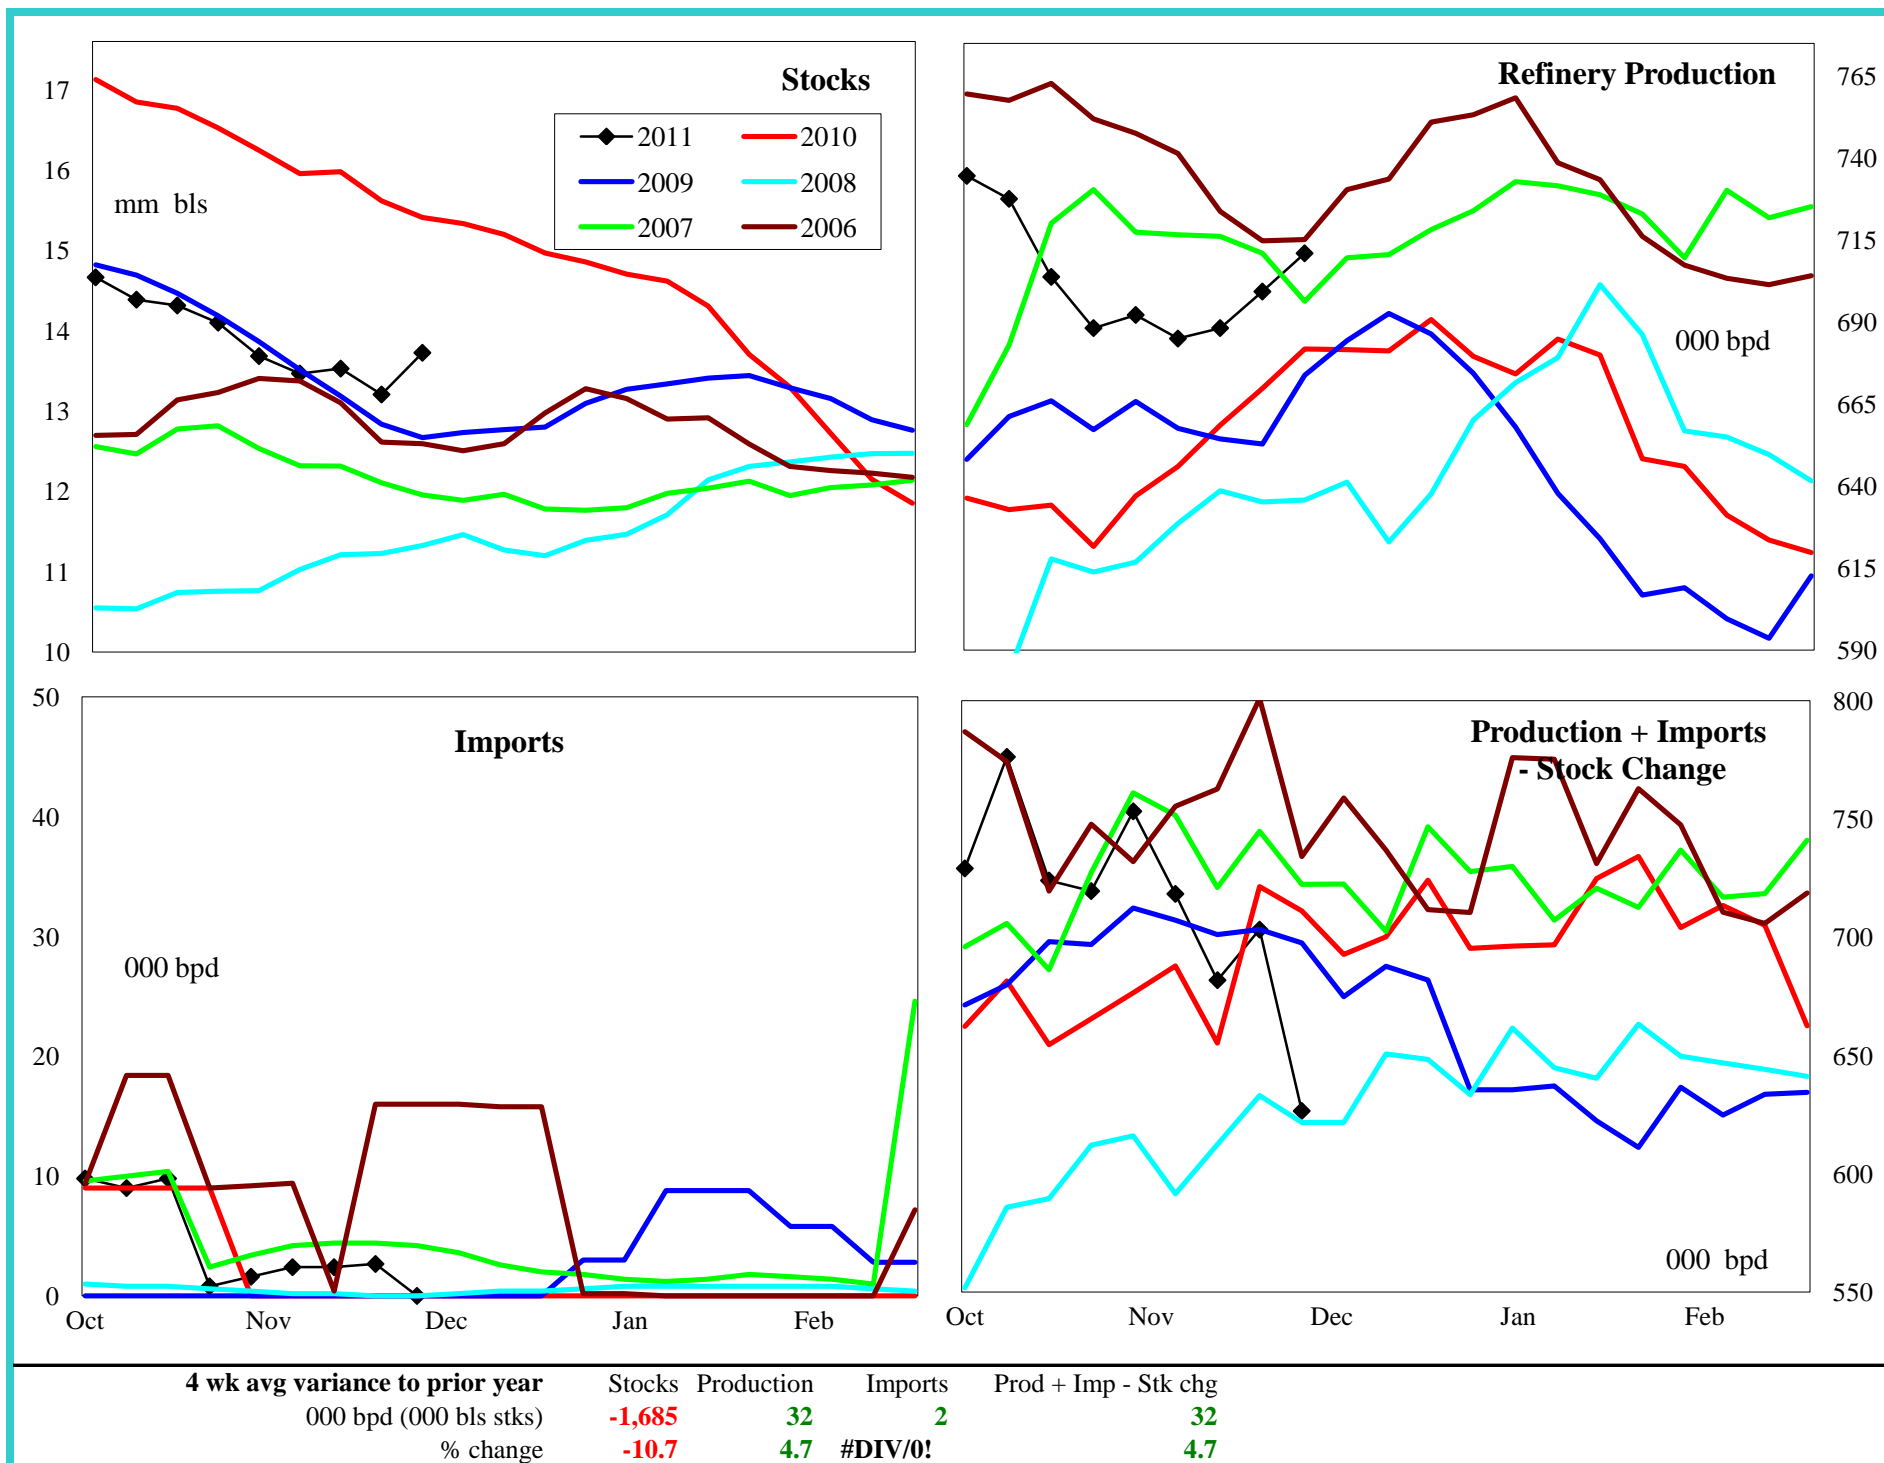 Stocks
17
16
15
14
13
12
11
10
mm bls
2011
2010
2009
2008
2007
2006
Refinery Production
765
740
715
690
665
640
615
590
000 bpd
Imports
50
40
30
20
10
0
000 bpd
Oct Nov Dec Jan Feb
Production + Imports
- Stock Change
800
750
700
650
600
550
000 bpd
Oct Nov Dec Jan Feb
4 wk avg variance to prior year Stocks Production Imports Prod + Imp - Stk chg
000 bpd (000 bls stks) -1,685 32 2 32
% change -10.7 4.7 #DIV/0! 4.7